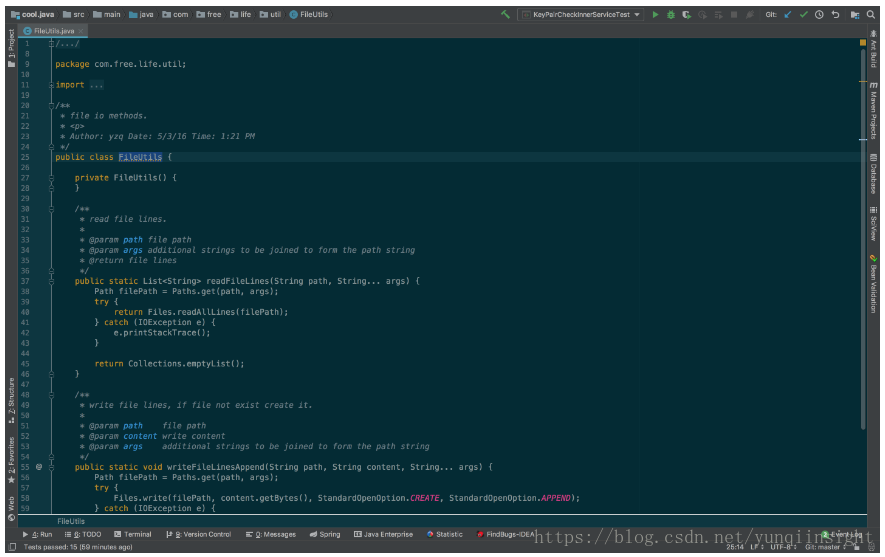 cool.java src main java com free life util FileUtils KeyPairCheckInnerServiceTest Git:
FileUtils.java
1 /.../
8
9 package com.free.life.util;
10
11 import ...
19
20 /**
21 * file io methods.
22 * <p>
23 * Author: yzq Date: 5/3/16 Time: 1:21 PM
24 */
25 public class FileUtils {
26
27 private FileUtils() {
28 }
29
30 /**
31 * read file lines.
32 *
33 * @param path file path
34 * @param args additional strings to be joined to form the path string
35 * @return file lines
36 */
37 public static List<String> readFileLines(String path, String... args) {
38 Path filePath = Paths.get(path, args);
39 try {
40 return Files.readAllLines(filePath);
41 } catch (IOException e) {
42 e.printStackTrace();
43 }
44
45 return Collections.emptyList();
46 }
47
48 /**
49 * write file lines, if file not exist create it.
50 *
51 * @param path file path
52 * @param content write content
53 * @param args additional strings to be joined to form the path string
54 */
55 public static void writeFileLinesAppend(String path, String content, String... args) {
56 Path filePath = Paths.get(path, args);
57 try {
58 Files.write(filePath, content.getBytes(), StandardOpenOption.CREATE, StandardOpenOption.APPEND);
59 } catch (IOException e) {
FileUtils
1: Project
Z: Structure
2: Favorites
Web
Ant Build
Maven Projects
Database
SciView
Bean Validation
4: Run 6: TODO Terminal 9: Version Control 0: Messages Spring Java Enterprise Statistic FindBugs-IDEA 2 Event Log
Tests passed: 15 (59 minutes ago) 25:14 LF UTF-8 Git: master
https://blog.csdn.net/yunqiinsight